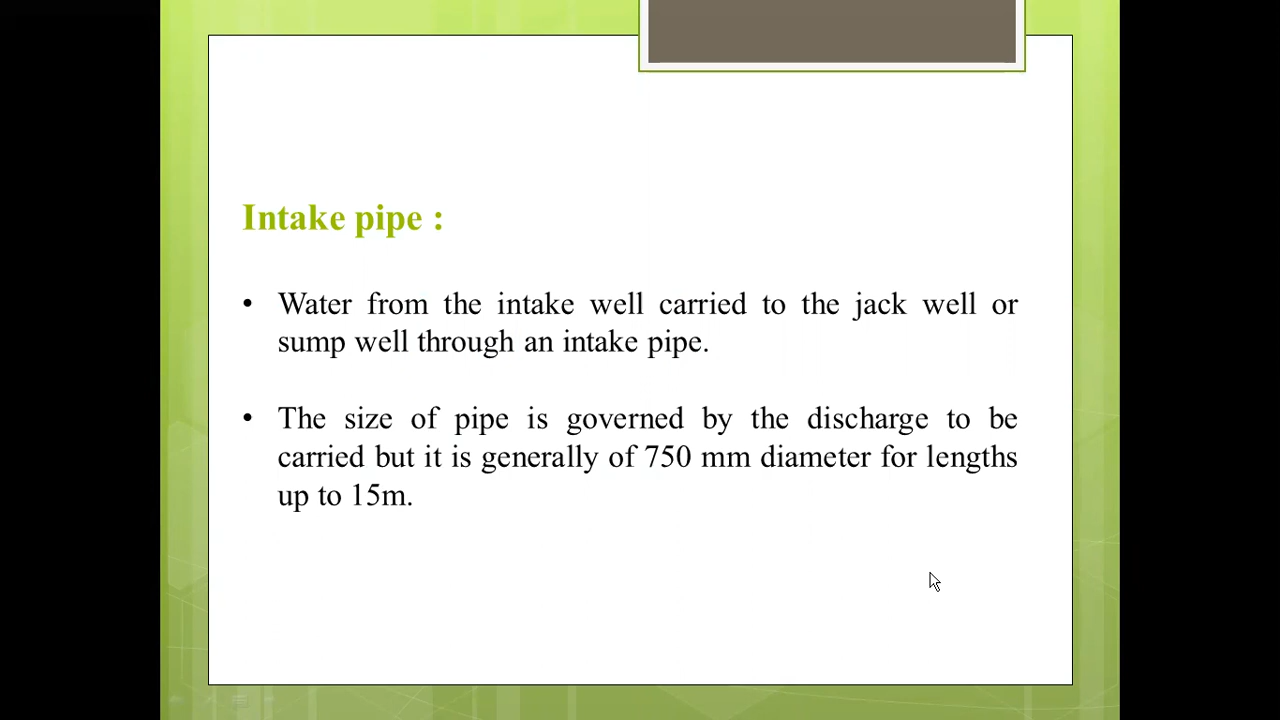 Intake pipe :
• Water from the intake well carried to the jack well or
sump well through an intake pipe.
• The size of pipe is governed by the discharge to be
carried but it is generally of 750 mm diameter for lengths
up to 15m.